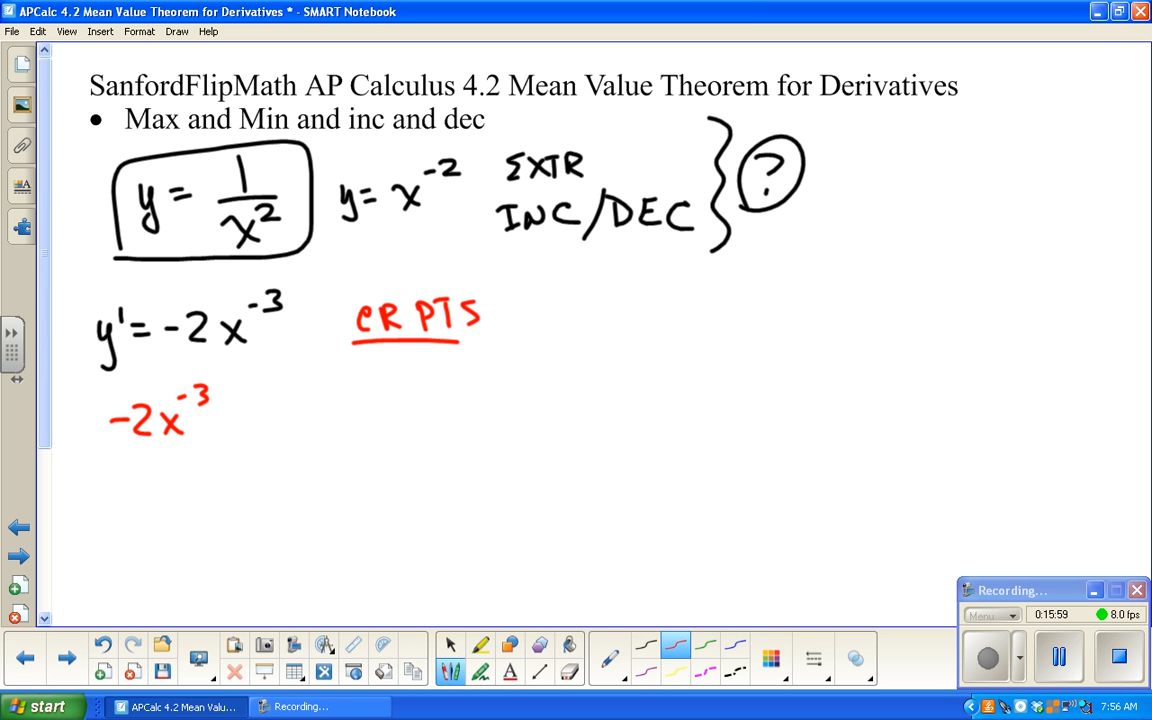 APCalc 4.2 Mean Value Theorem for Derivatives * - SMART Notebook
File Edit View Insert Format Draw Help
SanfordFlipMath AP Calculus 4.2 Mean Value Theorem for Derivatives
• Max and Min and inc and dec
y = 1/x² y = x⁻² EXTR
INC/DEC } ?
y' = -2x⁻³ CR PTS
-2x⁻³
Recording...
Menu 0:15:59 8.0 fps
start APCalc 4.2 Mean Valu... Recording... 7:56 AM